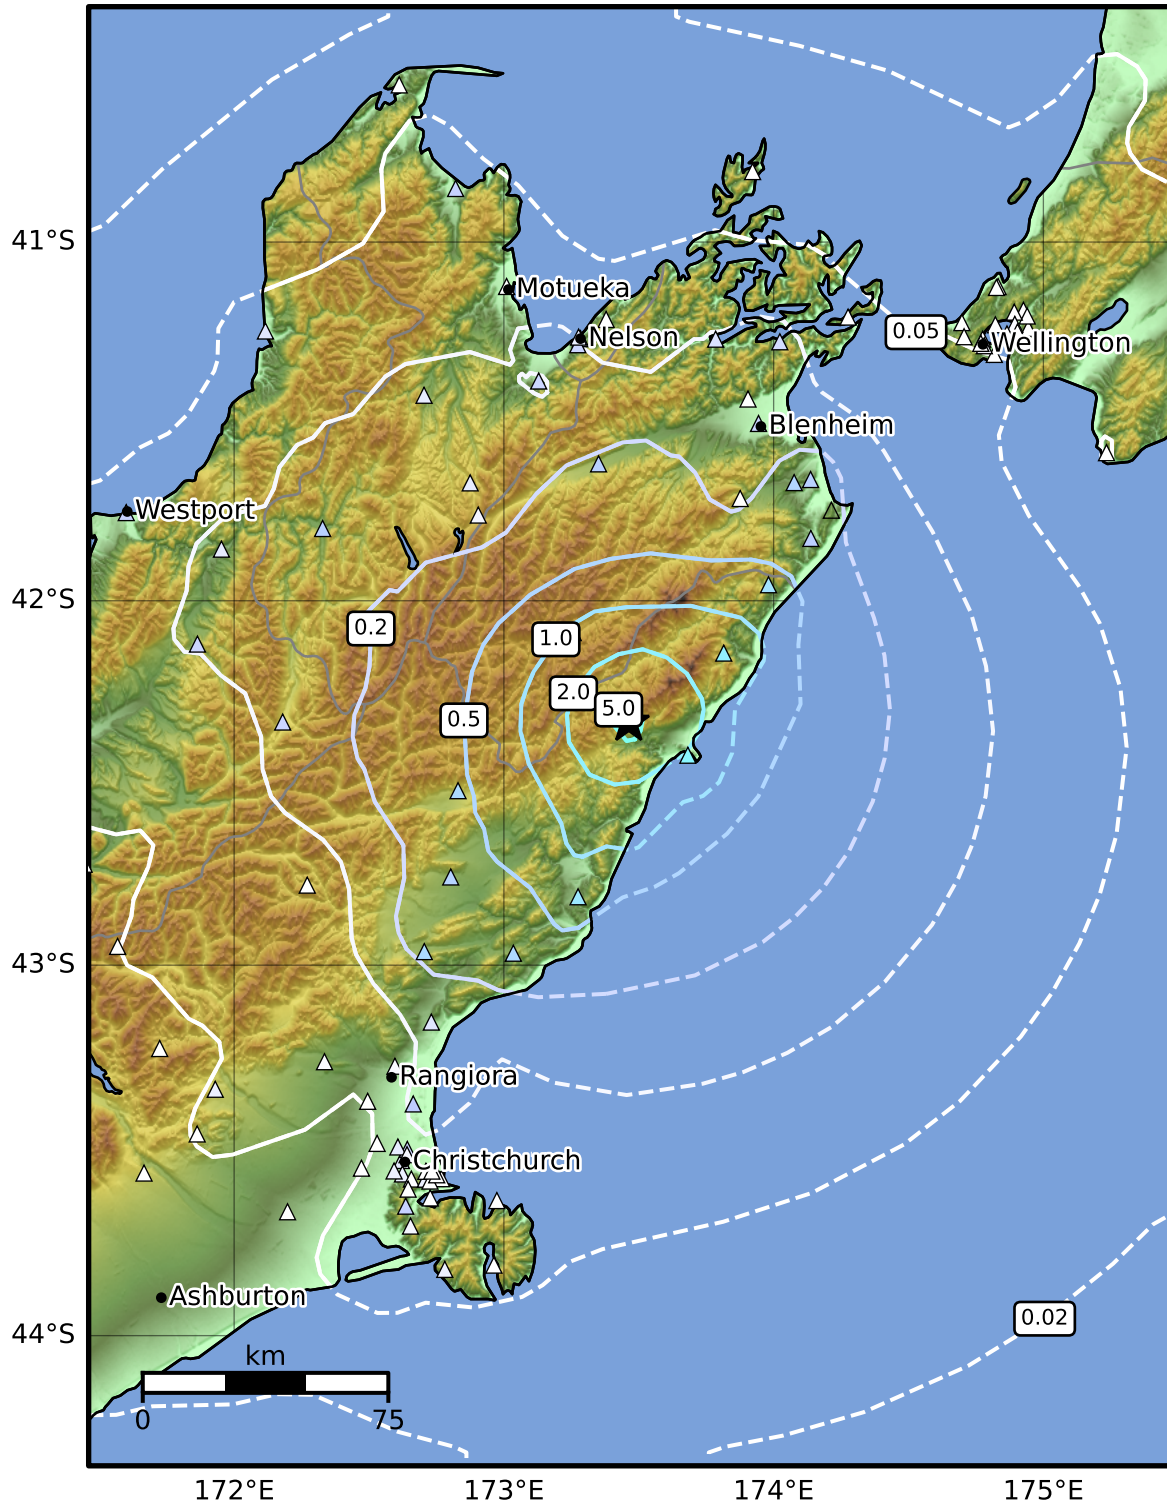 41°S
Motueka
0.05
Nelson
Wellington
Blenheim
Westport
42°S
0.2
1.0
2.0
5.0
0.5
43°S
Rangiora
Christchurch
Ashburton
0.02
44°S
km
0
75
172°E
173°E
174°E
175°E